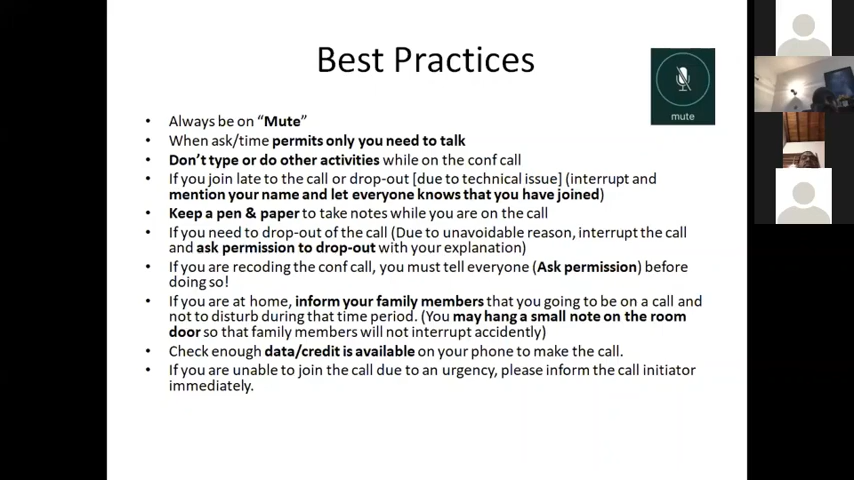 Best Practices
mute
• Always be on “Mute”
• When ask/time permits only you need to talk
• Don’t type or do other activities while on the conf call
• If you join late to the call or drop-out [due to technical issue] (interrupt and
mention your name and let everyone knows that you have joined)
• Keep a pen & paper to take notes while you are on the call
• If you need to drop-out of the call (Due to unavoidable reason, interrupt the call
and ask permission to drop-out with your explanation)
• If you are recoding the conf call, you must tell everyone (Ask permission) before
doing so!
• If you are at home, inform your family members that you going to be on a call and
not to disturb during that time period. (You may hang a small note on the room
door so that family members will not interrupt accidently)
• Check enough data/credit is available on your phone to make the call.
• If you are unable to join the call due to an urgency, please inform the call initiator
immediately.